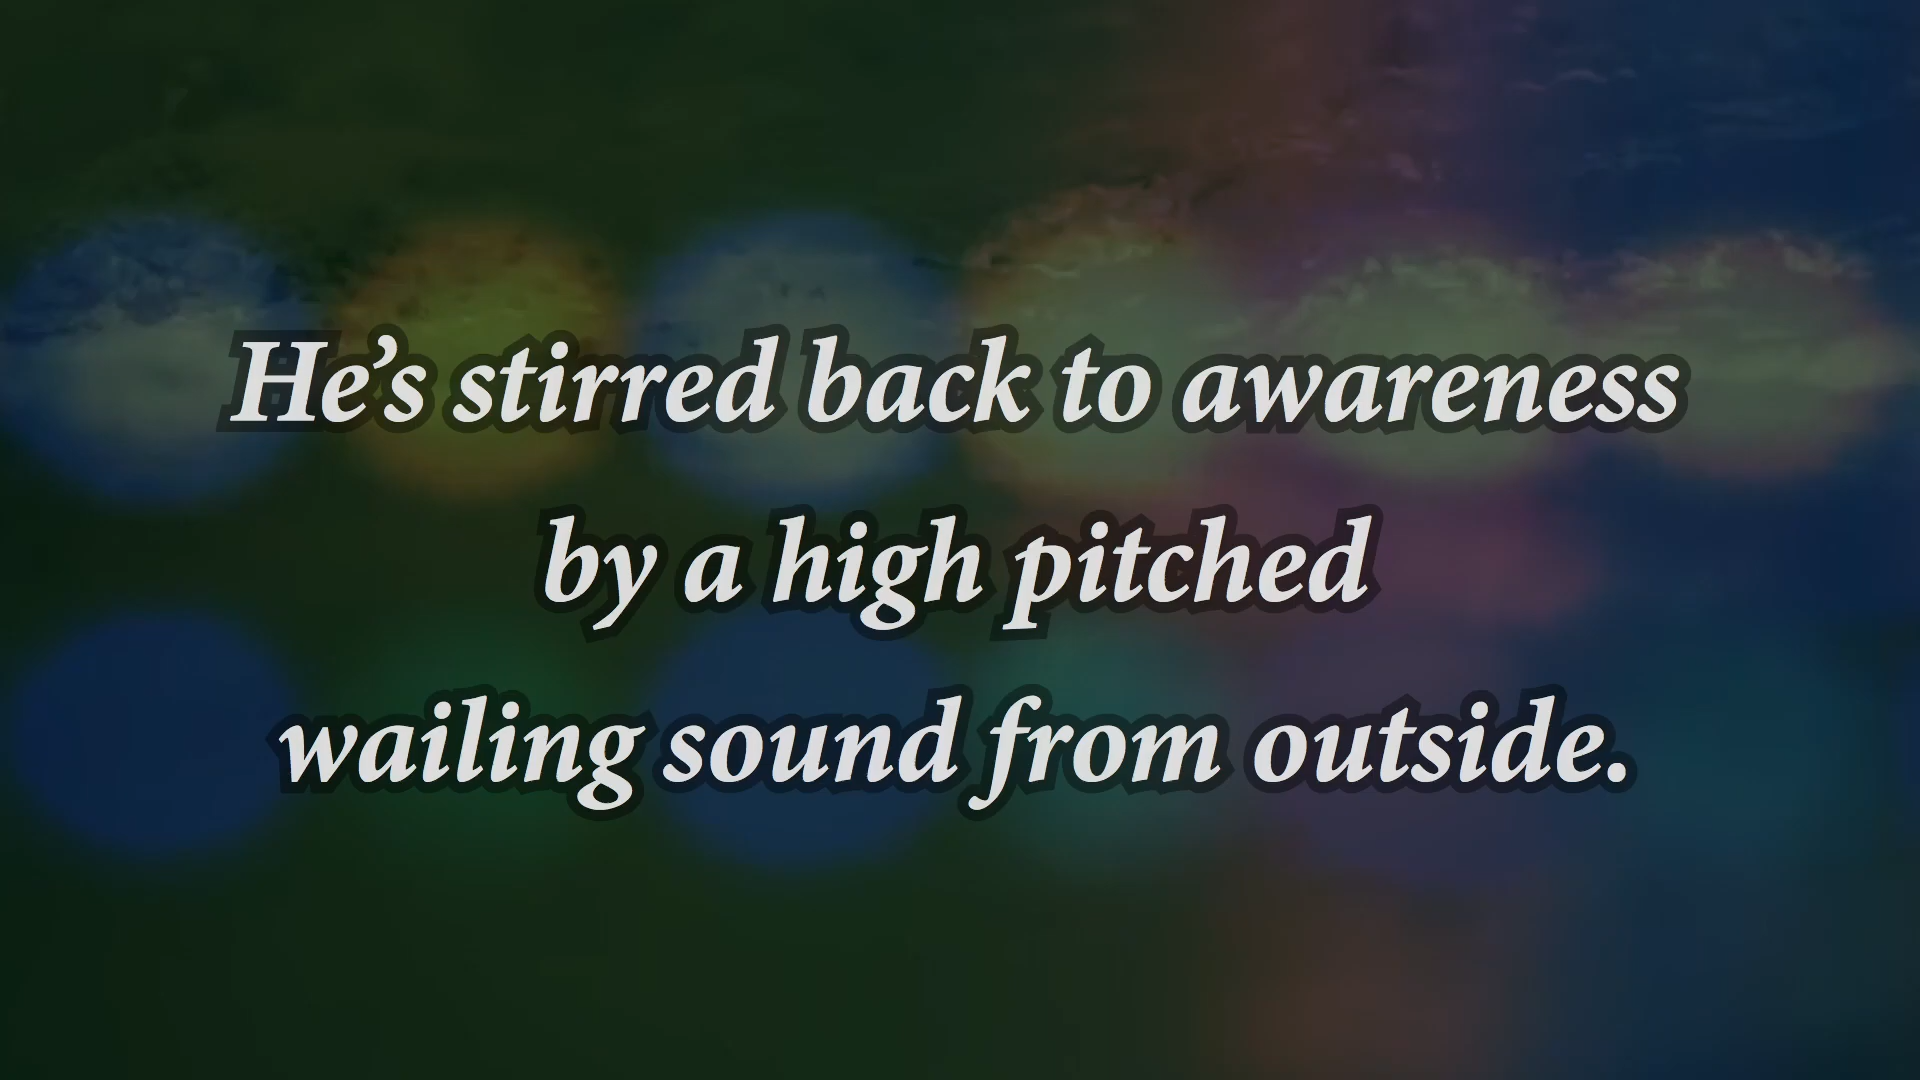 He’s stirred back to awareness
by a high pitched
wailing sound from outside.